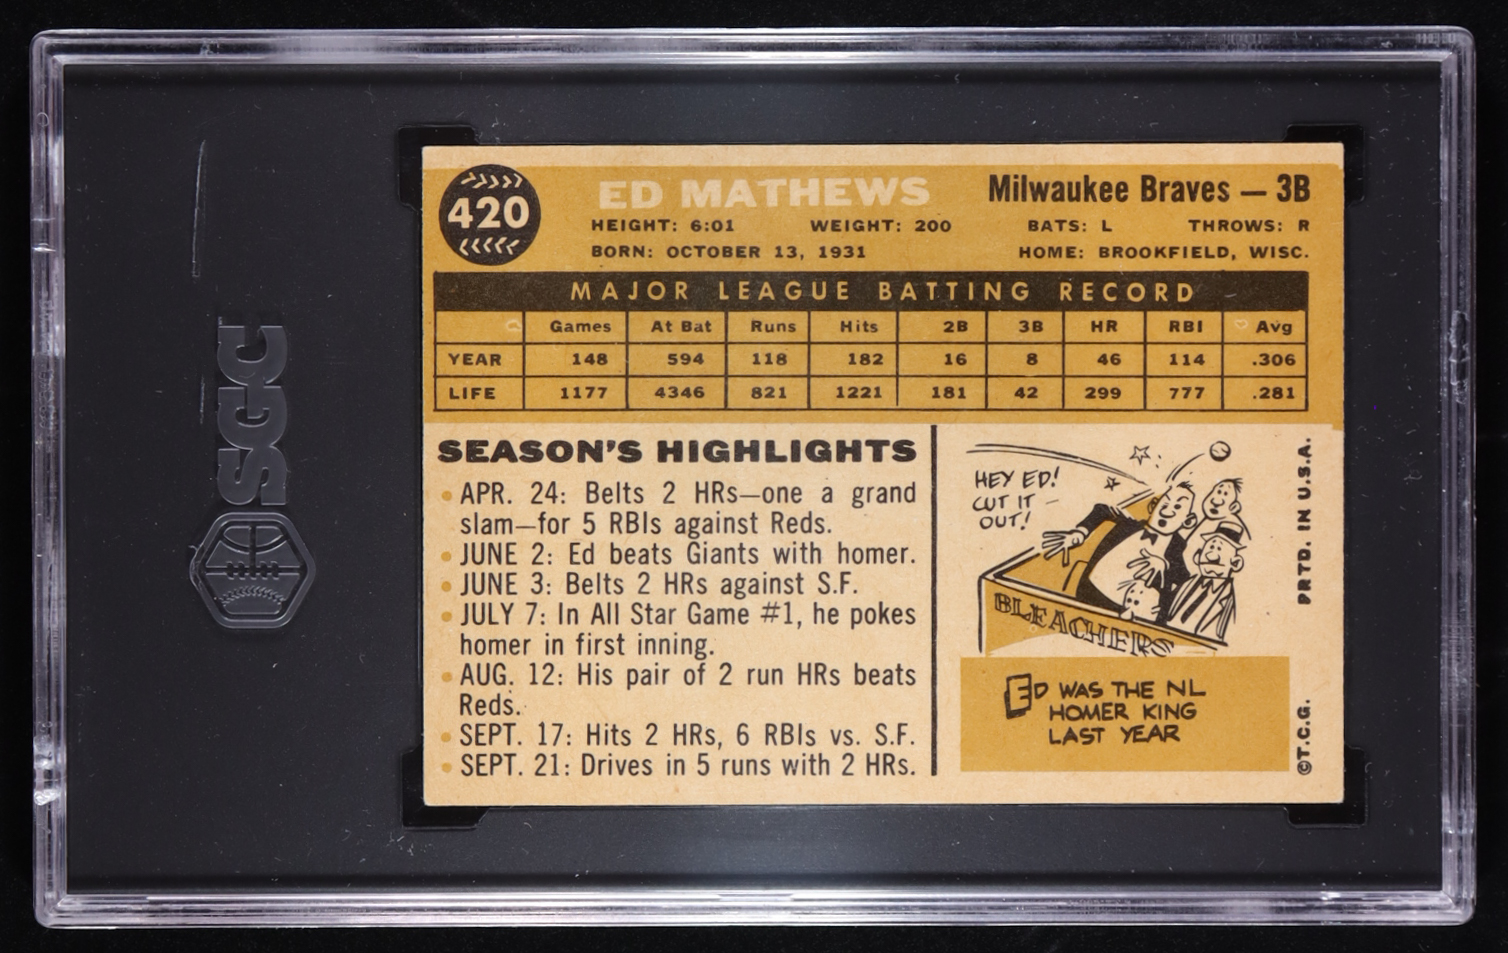 SGC
420
ED MATHEWS
Milwaukee Braves — 3B
HEIGHT: 6:01 WEIGHT: 200 BATS: L THROWS: R
BORN: OCTOBER 13, 1931 HOME: BROOKFIELD, WISC.
MAJOR LEAGUE BATTING RECORD
Games At Bat Runs Hits 2B 3B HR RBI Avg
YEAR 148 594 118 182 16 8 46 114 .306
LIFE 1177 4346 821 1221 181 42 299 777 .281
SEASON'S HIGHLIGHTS
• APR. 24: Belts 2 HRs—one a grand
slam—for 5 RBIs against Reds.
• JUNE 2: Ed beats Giants with homer.
• JUNE 3: Belts 2 HRs against S.F.
• JULY 7: In All Star Game #1, he pokes
homer in first inning.
• AUG. 12: His pair of 2 run HRs beats
Reds.
• SEPT. 17: Hits 2 HRs, 6 RBIs vs. S.F.
• SEPT. 21: Drives in 5 runs with 2 HRs.
HEY ED!
CUT IT
OUT!
BLEACHERS
ED WAS THE NL
HOMER KING
LAST YEAR
©T.C.G. PRTD. IN U.S.A.